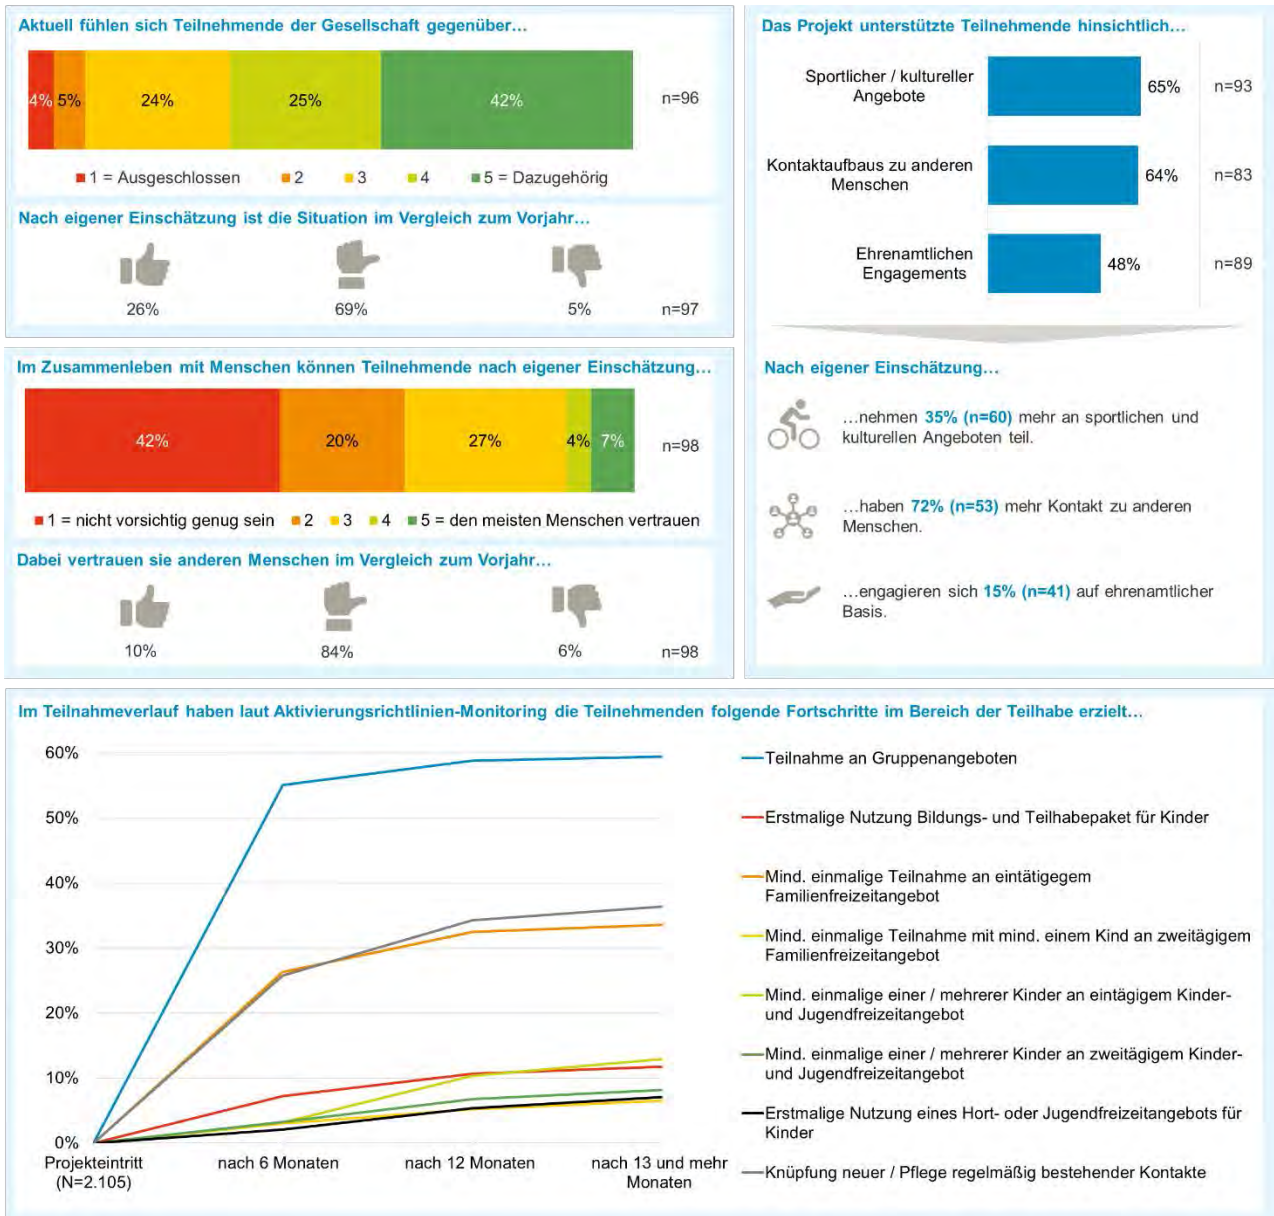 Aktuell fühlen sich Teilnehmende der Gesellschaft gegenüber…
4% 5% 24% 25% 42% n=96
1 = Ausgeschlossen 2 3 4 5 = Dazugehörig
Nach eigener Einschätzung ist die Situation im Vergleich zum Vorjahr…
26% 69% 5% n=97
Im Zusammenleben mit Menschen können Teilnehmende nach eigener Einschätzung…
42% 20% 27% 4% 7% n=98
1 = nicht vorsichtig genug sein 2 3 4 5 = den meisten Menschen vertrauen
Dabei vertrauen sie anderen Menschen im Vergleich zum Vorjahr…
10% 84% 6% n=98
Das Projekt unterstützte Teilnehmende hinsichtlich…
Sportlicher / kultureller
Angebote
65% n=93
Kontaktaufbaus zu anderen
Menschen
64% n=83
Ehrenamtlichen
Engagements
48% n=89
Nach eigener Einschätzung…
…nehmen 35% (n=60) mehr an sportlichen und
kulturellen Angeboten teil.
…haben 72% (n=53) mehr Kontakt zu anderen
Menschen.
…engagieren sich 15% (n=41) auf ehrenamtlicher
Basis.
Im Teilnahmeverlauf haben laut Aktivierungsrichtlinien-Monitoring die Teilnehmenden folgende Fortschritte im Bereich der Teilhabe erzielt…
60%
50%
40%
30%
20%
10%
0%
Projekteintritt
(N=2.105)
nach 6 Monaten
nach 12 Monaten
nach 13 und mehr
Monaten
Teilnahme an Gruppenangeboten
Erstmalige Nutzung Bildungs- und Teilhabepaket für Kinder
Mind. einmalige Teilnahme an eintätigegem
Familienfreizeitangebot
Mind. einmalige Teilnahme mit mind. einem Kind an zweitägigem
Familienfreizeitangebot
Mind. einmalige einer / mehrerer Kinder an eintägigem Kinder-
und Jugendfreizeitangebot
Mind. einmalige einer / mehrerer Kinder an zweitägigem Kinder-
und Jugendfreizeitangebot
Erstmalige Nutzung eines Hort- oder Jugendfreizeitangebots für
Kinder
Knüpfung neuer / Pflege regelmäßig bestehender Kontakte